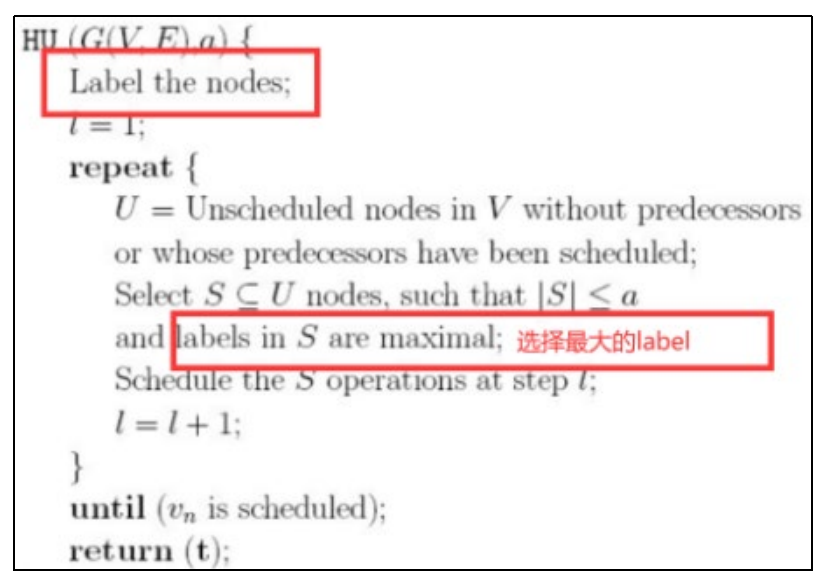 HU (G(V, E),a) {
Label the nodes;
l = 1;
repeat {
U = Unscheduled nodes in V without predecessors
or whose predecessors have been scheduled;
Select S ⊆ U nodes, such that |S| ≤ a
and labels in S are maximal; 选择最大的label
Schedule the S operations at step l;
l = l + 1;
}
until (vₙ is scheduled);
return (t);